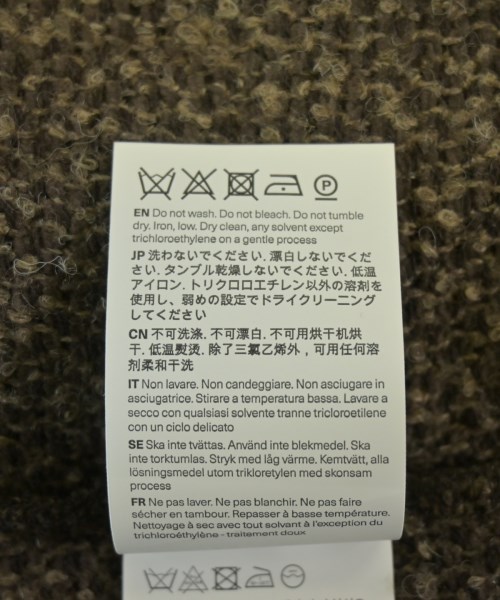 P
EN Do not wash. Do not bleach. Do not tumble
dry. Iron, low. Dry clean, any solvent except
trichloroethylene on a gentle process
JP 洗わないでください. 漂白しないでくだ
さい. タンブル乾燥しないでください. 低温
アイロン. トリクロロエチレン以外の溶剤を
使用し、弱めの設定でドライクリーニング
してください
CN 不可洗涤. 不可漂白. 不可用烘干机烘
干. 低温熨烫. 除了三氯乙烯外，可用任何溶
剂柔和干洗
IT Non lavare. Non candeggiare. Non asciugare in
asciugatrice. Stirare a temperatura bassa. Lavare a
secco con qualsiasi solvente tranne tricloroetilene
con un ciclo delicato
SE Ska inte tvättas. Använd inte blekmedel. Ska
inte torktumlas. Stryk med låg värme. Kemtvätt, alla
lösningsmedel utom trikloretylen med skonsam
process
FR Ne pas laver. Ne pas blanchir. Ne pas faire
sécher en tambour. Repasser à basse température.
Nettoyage à sec avec tout solvant à l'exception du
trichloroéthylène - traitement doux